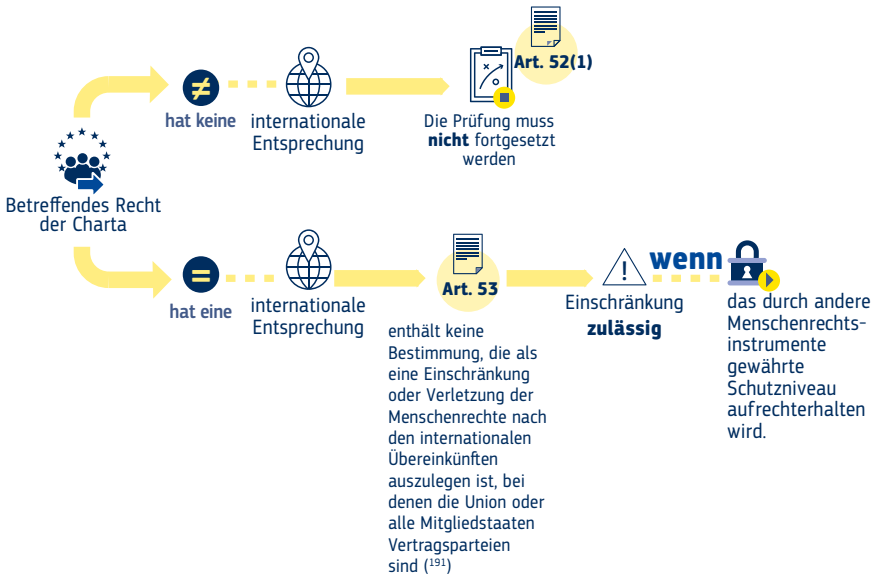 Betreffendes Recht
der Charta
≠
hat keine
internationale
Entsprechung
Art. 52(1)
Die Prüfung muss
nicht fortgesetzt
werden
=
hat eine
internationale
Entsprechung
Art. 53
enthält keine
Bestimmung, die als
eine Einschränkung
oder Verletzung der
Menschenrechte nach
den internationalen
Übereinkünften
auszulegen ist, bei
denen die Union oder
alle Mitgliedstaaten
Vertragsparteien
sind (¹⁹¹)
!
Einschränkung
zulässig
wenn
das durch andere
Menschenrechts-
instrumente
gewährte
Schutzniveau
aufrechterhalten
wird.